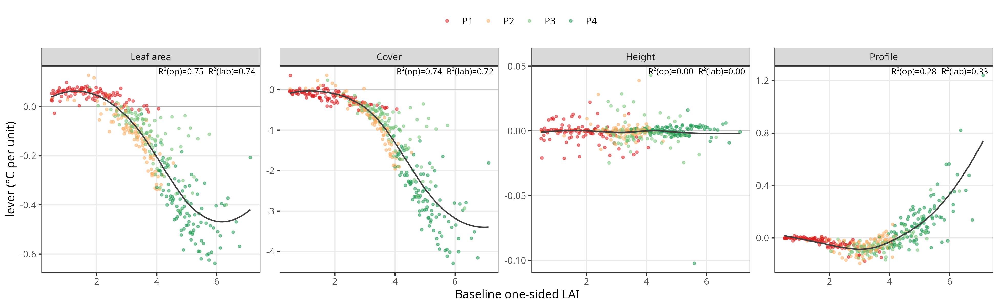 P1 P2 P3 P4
Leaf area Cover Height Profile
R²(op)=0.75 R²(lab)=0.74 R²(op)=0.74 R²(lab)=0.72 R²(op)=0.00 R²(lab)=0.00 R²(op)=0.28 R²(lab)=0.33
lever (°C per unit)
0.0
-0.2
-0.4
-0.6
2 4 6
0
-1
-2
-3
-4
2 4 6
0.05
0.00
-0.05
-0.10
2 4 6
1.2
0.8
0.4
0.0
2 4 6
Baseline one-sided LAI